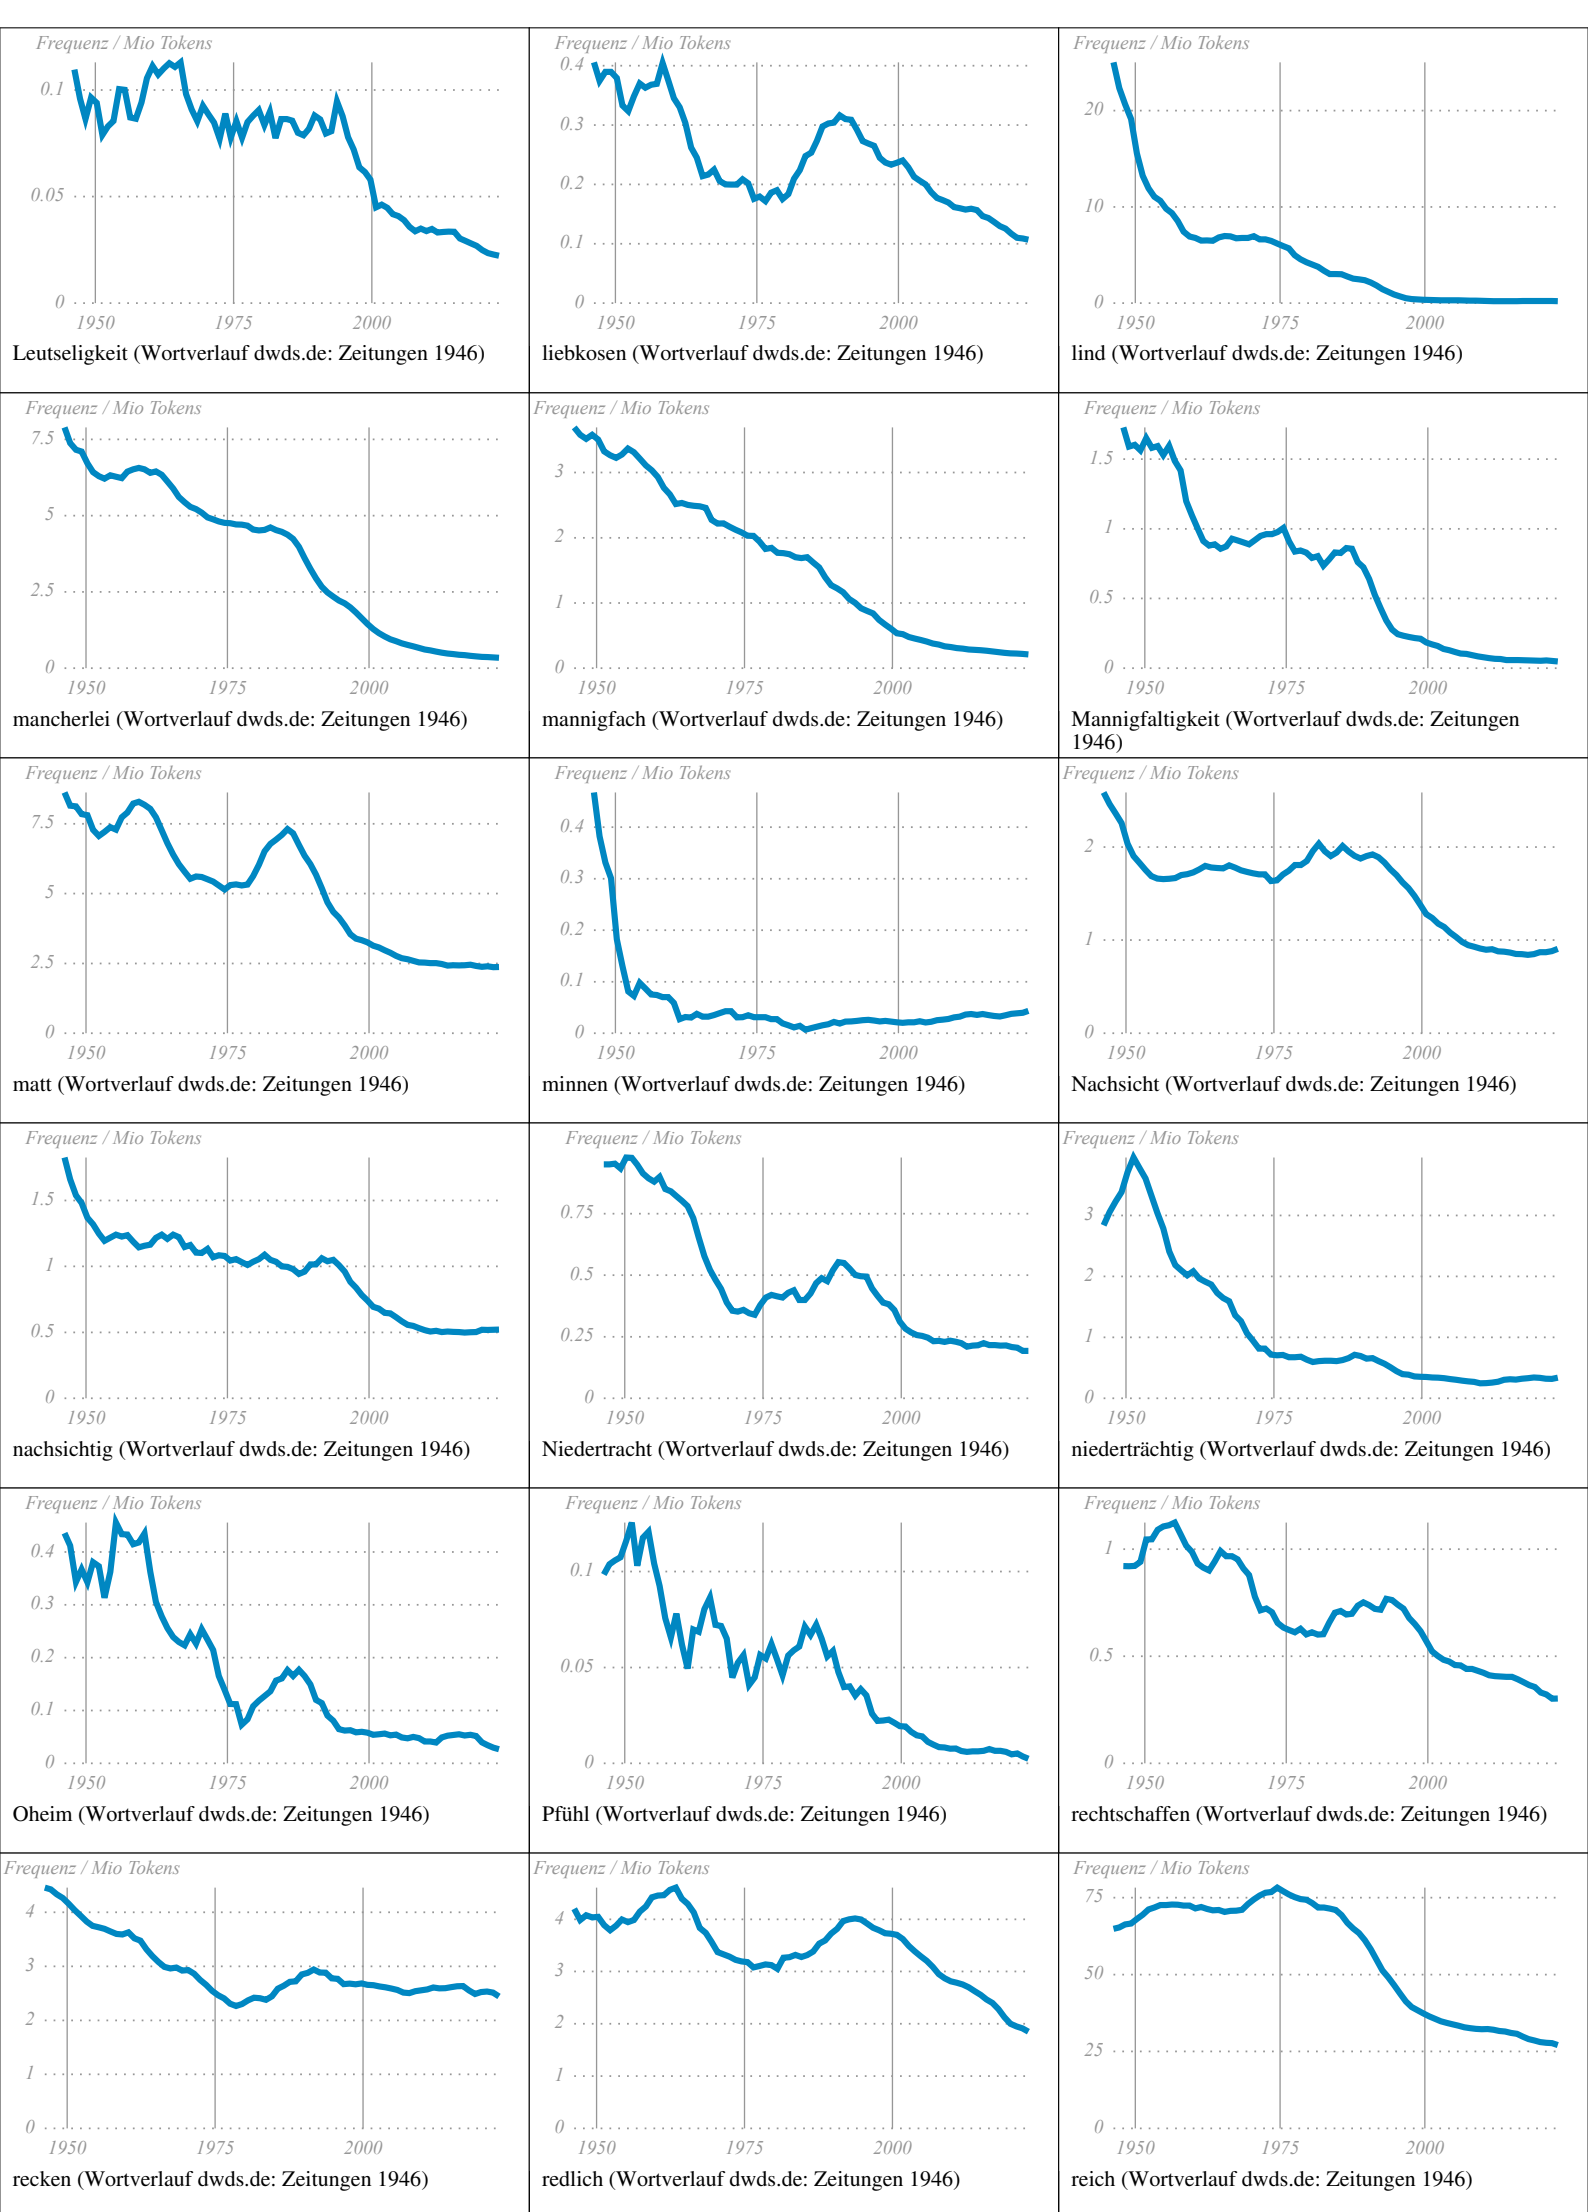 Frequenz / Mio Tokens
0.1
0.05
0
1950 1975 2000
Leutseligkeit (Wortverlauf dwds.de: Zeitungen 1946)
Frequenz / Mio Tokens
0.4
0.3
0.2
0.1
0
1950 1975 2000
liebkosen (Wortverlauf dwds.de: Zeitungen 1946)
Frequenz / Mio Tokens
20
10
0
1950 1975 2000
lind (Wortverlauf dwds.de: Zeitungen 1946)
Frequenz / Mio Tokens
7.5
5
2.5
0
1950 1975 2000
mancherlei (Wortverlauf dwds.de: Zeitungen 1946)
Frequenz / Mio Tokens
3
2
1
0
1950 1975 2000
mannigfach (Wortverlauf dwds.de: Zeitungen 1946)
Frequenz / Mio Tokens
1.5
1
0.5
0
1950 1975 2000
Mannigfaltigkeit (Wortverlauf dwds.de: Zeitungen
1946)
Frequenz / Mio Tokens
7.5
5
2.5
0
1950 1975 2000
matt (Wortverlauf dwds.de: Zeitungen 1946)
Frequenz / Mio Tokens
0.4
0.3
0.2
0.1
0
1950 1975 2000
minnen (Wortverlauf dwds.de: Zeitungen 1946)
Frequenz / Mio Tokens
2
1
0
1950 1975 2000
Nachsicht (Wortverlauf dwds.de: Zeitungen 1946)
Frequenz / Mio Tokens
1.5
1
0.5
0
1950 1975 2000
nachsichtig (Wortverlauf dwds.de: Zeitungen 1946)
Frequenz / Mio Tokens
0.75
0.5
0.25
0
1950 1975 2000
Niedertracht (Wortverlauf dwds.de: Zeitungen 1946)
Frequenz / Mio Tokens
3
2
1
0
1950 1975 2000
niederträchtig (Wortverlauf dwds.de: Zeitungen 1946)
Frequenz / Mio Tokens
0.4
0.3
0.2
0.1
0
1950 1975 2000
Oheim (Wortverlauf dwds.de: Zeitungen 1946)
Frequenz / Mio Tokens
0.1
0.05
0
1950 1975 2000
Pfühl (Wortverlauf dwds.de: Zeitungen 1946)
Frequenz / Mio Tokens
1
0.5
0
1950 1975 2000
rechtschaffen (Wortverlauf dwds.de: Zeitungen 1946)
Frequenz / Mio Tokens
4
3
2
1
0
1950 1975 2000
recken (Wortverlauf dwds.de: Zeitungen 1946)
Frequenz / Mio Tokens
4
3
2
1
0
1950 1975 2000
redlich (Wortverlauf dwds.de: Zeitungen 1946)
Frequenz / Mio Tokens
75
50
25
0
1950 1975 2000
reich (Wortverlauf dwds.de: Zeitungen 1946)